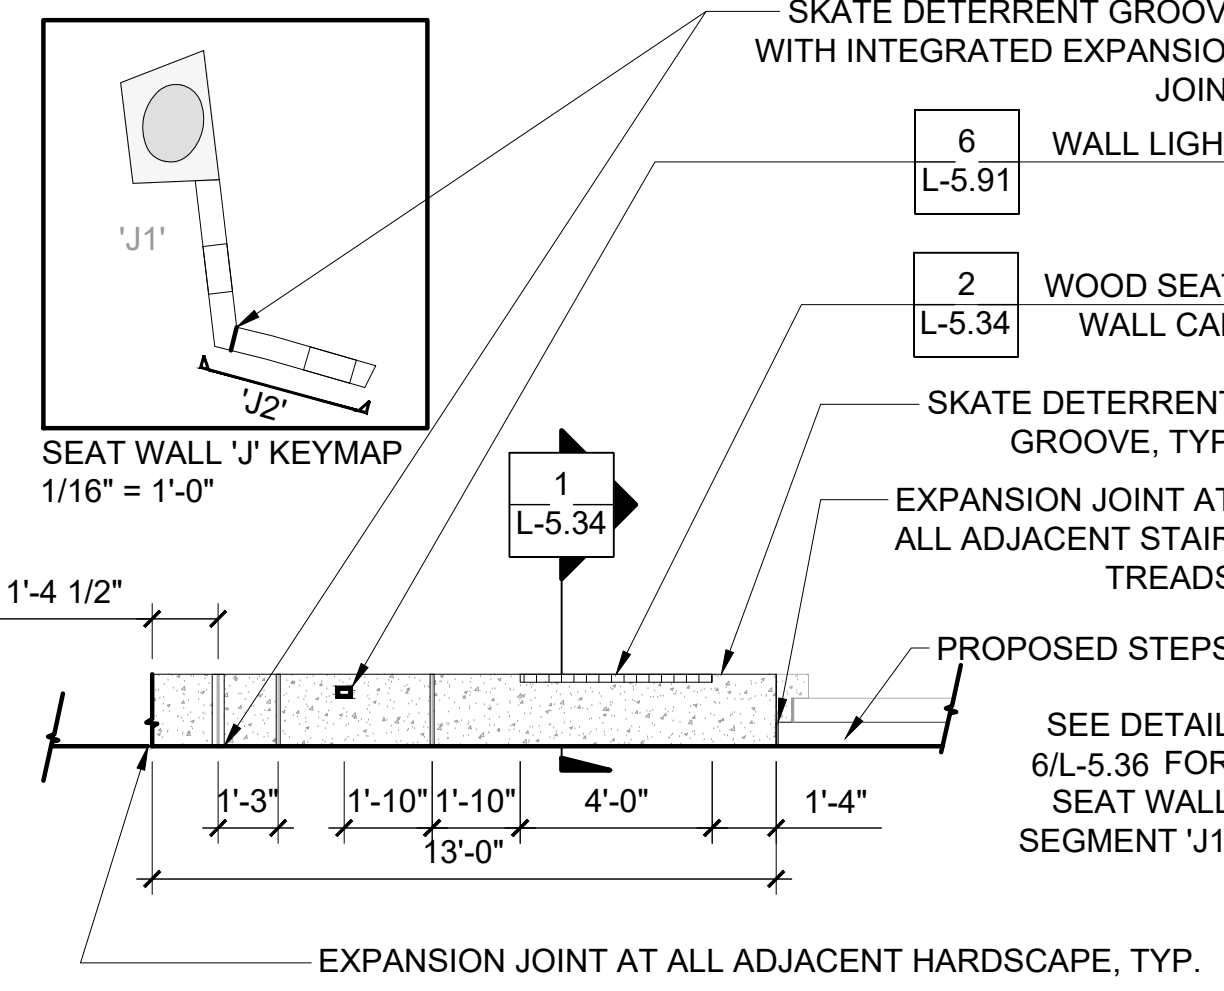 SKATE DETERRENT GROOV
WITH INTEGRATED EXPANSIO
JOIN
6
L-5.91
WALL LIGH
2
L-5.34
WOOD SEAT
WALL CA
SKATE DETERRENT
GROOVE, TYP
EXPANSION JOINT AT
ALL ADJACENT STAIR
TREADS
PROPOSED STEPS
SEE DETAIL
6/L-5.36 FOR
SEAT WALL
SEGMENT 'J1
'J1'
'J2'
SEAT WALL 'J' KEYMAP
1/16" = 1'-0"
1
L-5.34
1'-4 1/2"
1'-3"
1'-10"
1'-10"
4'-0"
1'-4"
13'-0"
EXPANSION JOINT AT ALL ADJACENT HARDSCAPE, TYP.